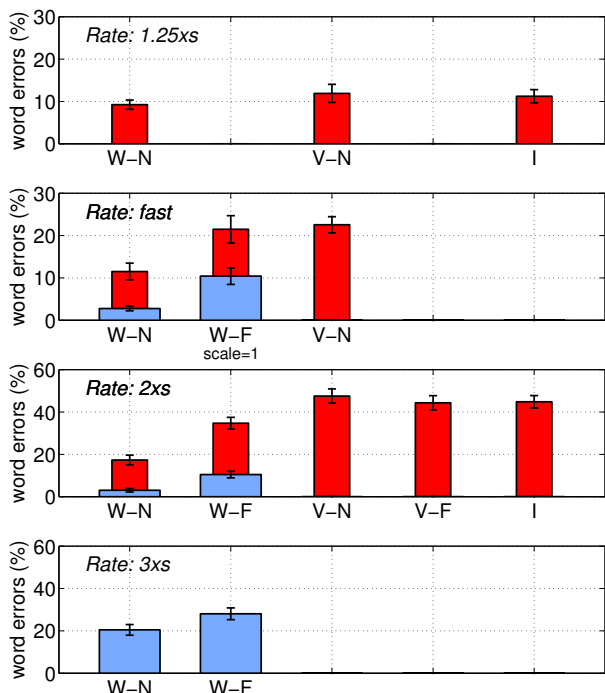 Rate: 1.25xs
word errors (%)
30
20
10
0
W−N
V−N
I
Rate: fast
word errors (%)
30
20
10
0
W−N
W−F
V−N
scale=1
Rate: 2xs
word errors (%)
60
40
20
0
W−N
W−F
V−N
V−F
I
Rate: 3xs
word errors (%)
60
40
20
0
W−N
W−F